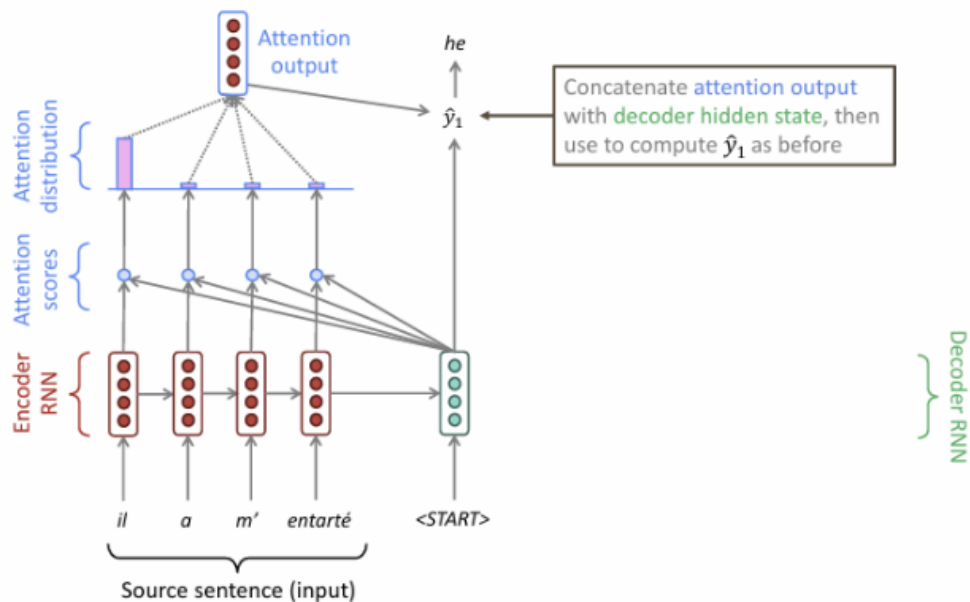 Attention
output
he
ŷ₁
Concatenate attention output
with decoder hidden state, then
use to compute ŷ₁ as before
Attention
distribution
Attention
scores
Encoder
RNN
Decoder RNN
il a m' entarté <START>
Source sentence (input)